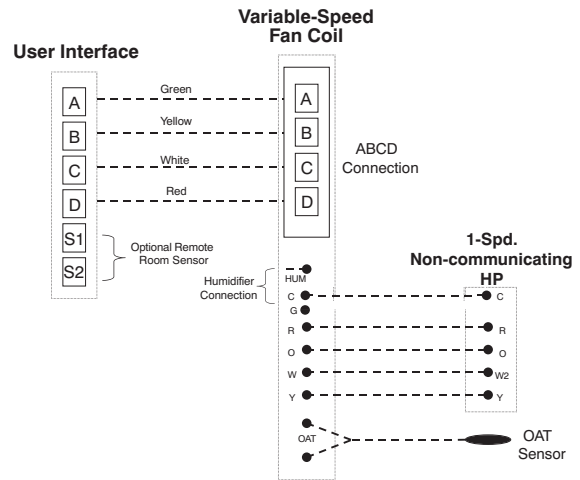 Variable-Speed
Fan Coil
User Interface
A
B
C
D
S1
S2
Green
Yellow
White
Red
A
B
C
D
ABCD
Connection
Optional Remote
Room Sensor
Humidifier
Connection
HUM
C
G
R
O
W
Y
OAT
1-Spd.
Non-communicating
HP
C
R
O
W2
Y
OAT
Sensor